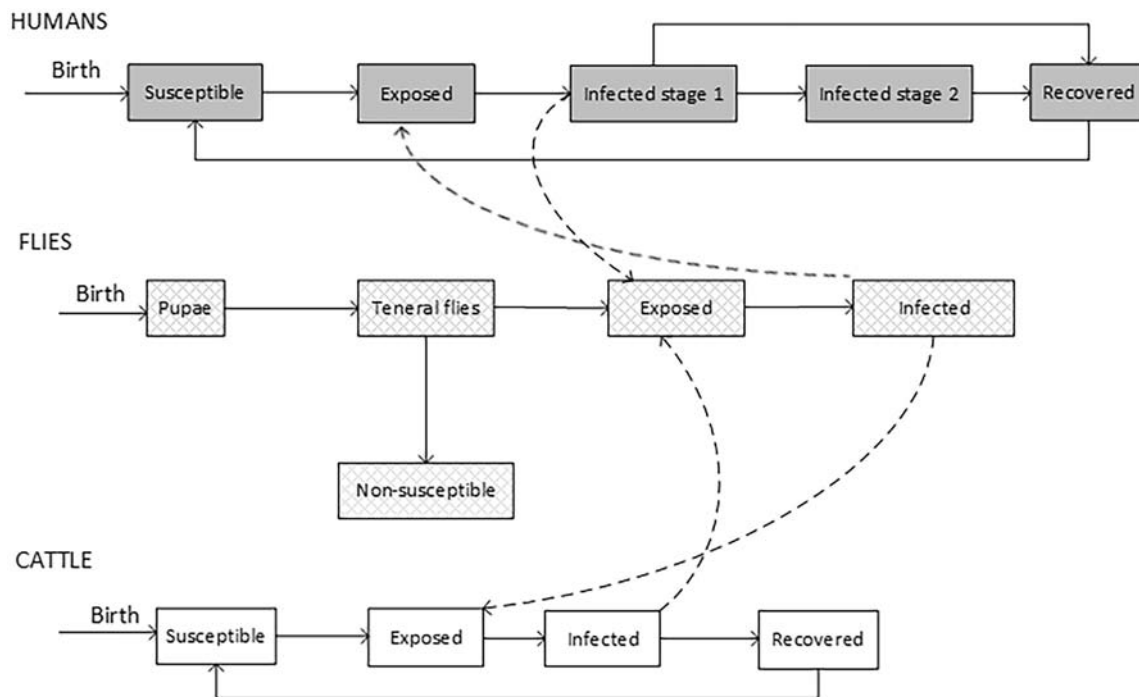 HUMANS
Birth
Susceptible
Exposed
Infected stage 1
Infected stage 2
Recovered
FLIES
Birth
Pupae
Teneral flies
Exposed
Infected
Non-susceptible
CATTLE
Birth
Susceptible
Exposed
Infected
Recovered